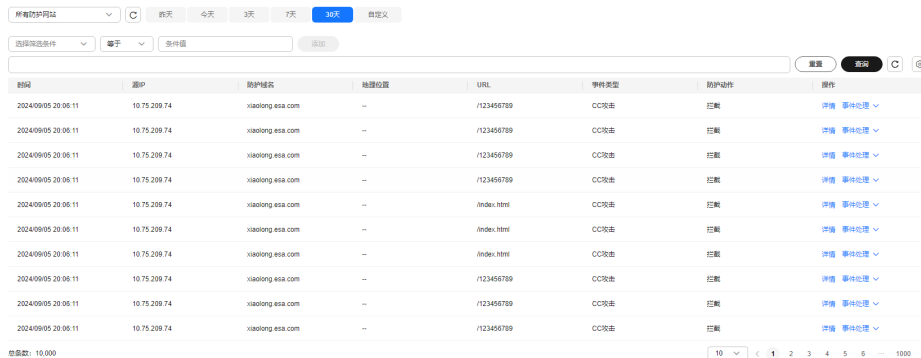 所有防护网站 昨天 今天 3天 7天 30天 自定义
选择筛选条件 等于 条件值 添加
重置 查询
时间 源IP 防护域名 地理位置 URL 事件类型 防护动作 操作
2024/09/05 20:06:11 10.75.209.74 xiaolong.esa.com -- /123456789 CC攻击 拦截 详情 事件处理
2024/09/05 20:06:11 10.75.209.74 xiaolong.esa.com -- /123456789 CC攻击 拦截 详情 事件处理
2024/09/05 20:06:11 10.75.209.74 xiaolong.esa.com -- /123456789 CC攻击 拦截 详情 事件处理
2024/09/05 20:06:11 10.75.209.74 xiaolong.esa.com -- /123456789 CC攻击 拦截 详情 事件处理
2024/09/05 20:06:11 10.75.209.74 xiaolong.esa.com -- /index.html CC攻击 拦截 详情 事件处理
2024/09/05 20:06:11 10.75.209.74 xiaolong.esa.com -- /index.html CC攻击 拦截 详情 事件处理
2024/09/05 20:06:11 10.75.209.74 xiaolong.esa.com -- /index.html CC攻击 拦截 详情 事件处理
2024/09/05 20:06:11 10.75.209.74 xiaolong.esa.com -- /123456789 CC攻击 拦截 详情 事件处理
2024/09/05 20:06:11 10.75.209.74 xiaolong.esa.com -- /123456789 CC攻击 拦截 详情 事件处理
2024/09/05 20:06:11 10.75.209.74 xiaolong.esa.com -- /123456789 CC攻击 拦截 详情 事件处理
总条数: 10,000 10 < 1 2 3 4 5 6 ... 1000